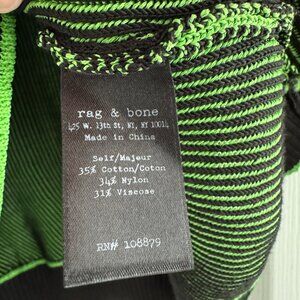 rag & bone
425 W. 13th St, NY, NY 10014
Made in China
Self/Majeur
35% Cotton/Coton
34% Nylon
31% Viscose
RN# 108879